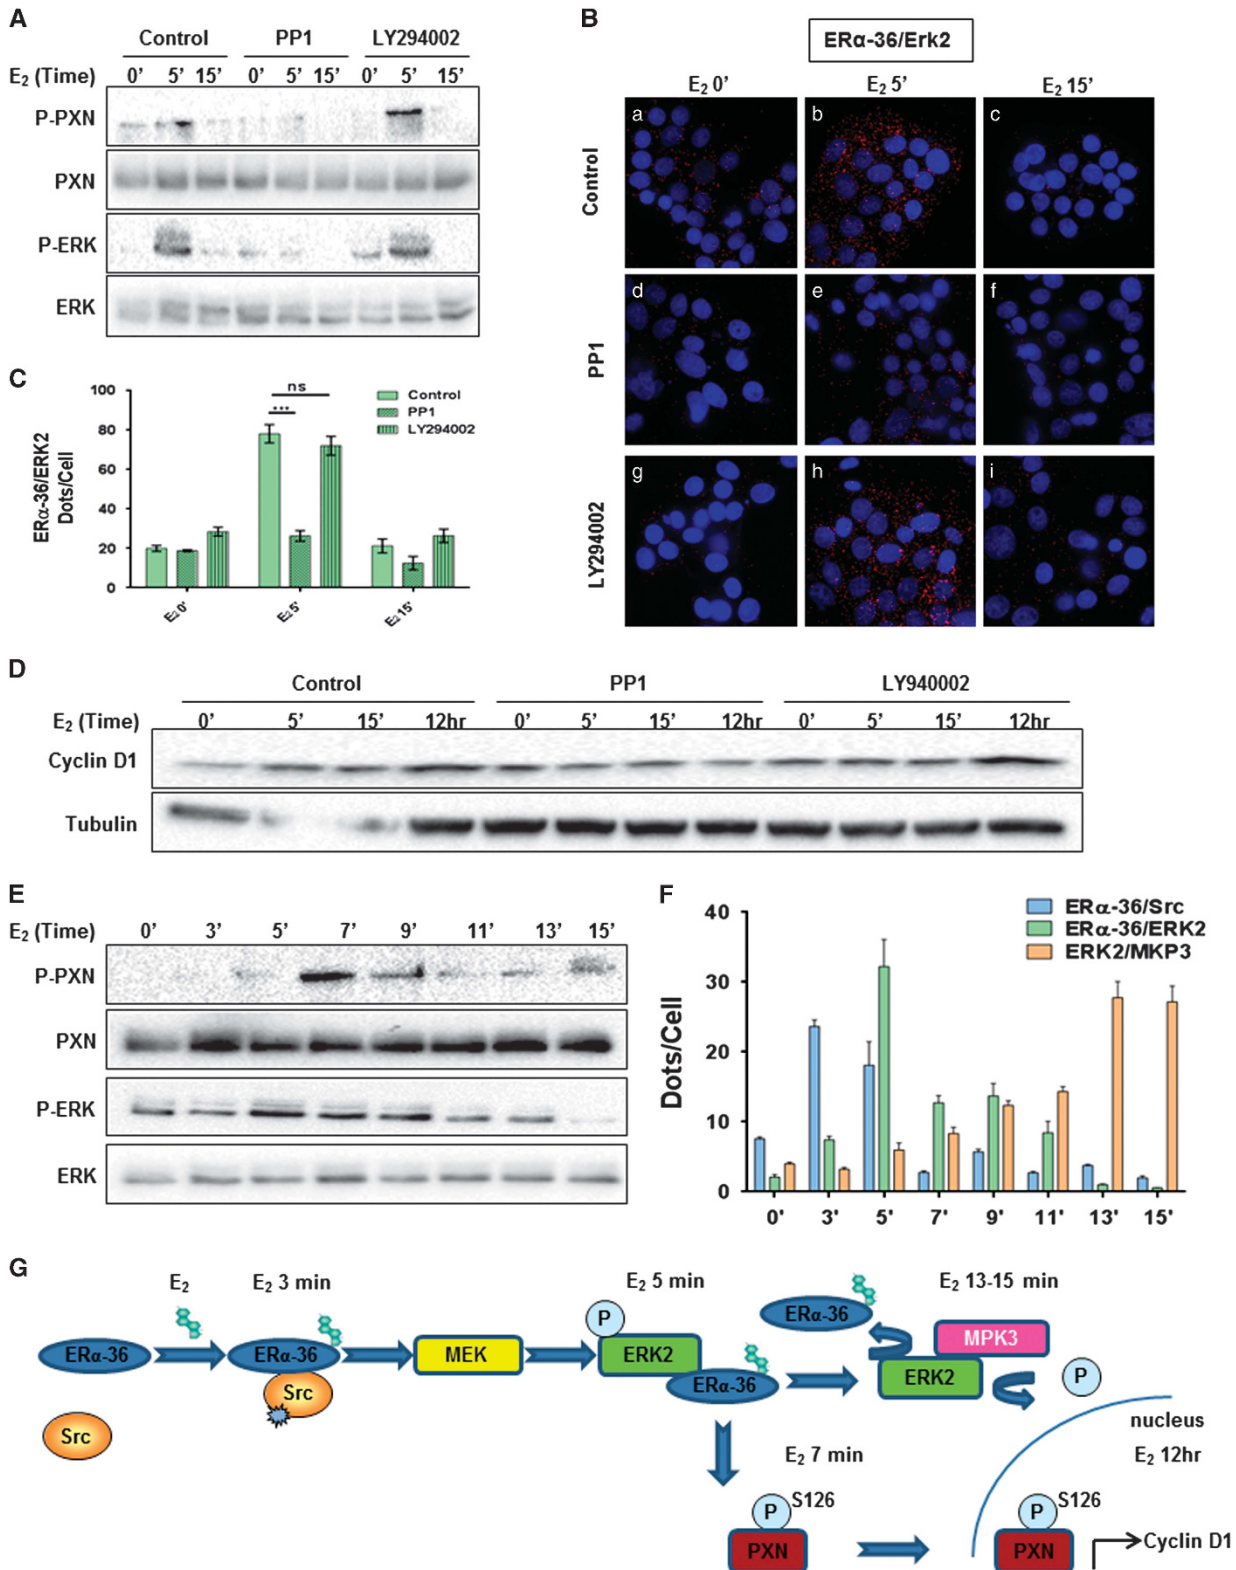 A
Control PP1 LY294002
E2 (Time) 0' 5' 15' 0' 5' 15' 0' 5' 15'
P-PXN
PXN
P-ERK
ERK
B
ERα-36/Erk2
E2 0' E2 5' E2 15'
Control
a b c
PP1
d e f
LY294002
g h i
C
ERα-36/ERK2
Dots/Cell
100
80
60
40
20
0
ns
***
Control
PP1
LY294002
E2 0' E2 5' E2 15'
D
Control PP1 LY940002
E2 (Time) 0' 5' 15' 12hr 0' 5' 15' 12hr 0' 5' 15' 12hr
Cyclin D1
Tubulin
E
E2 (Time) 0' 3' 5' 7' 9' 11' 13' 15'
P-PXN
PXN
P-ERK
ERK
F
Dots/Cell
40
30
20
10
0
ERα-36/Src
ERα-36/ERK2
ERK2/MKP3
0' 3' 5' 7' 9' 11' 13' 15'
G
E2 E2 3 min E2 5 min E2 13-15 min
ERα-36 ERα-36 Src MEK P ERK2 ERα-36 ERα-36 MPK3 ERK2 P
Src
nucleus
E2 7 min E2 12hr
P S126 P S126
PXN PXN Cyclin D1